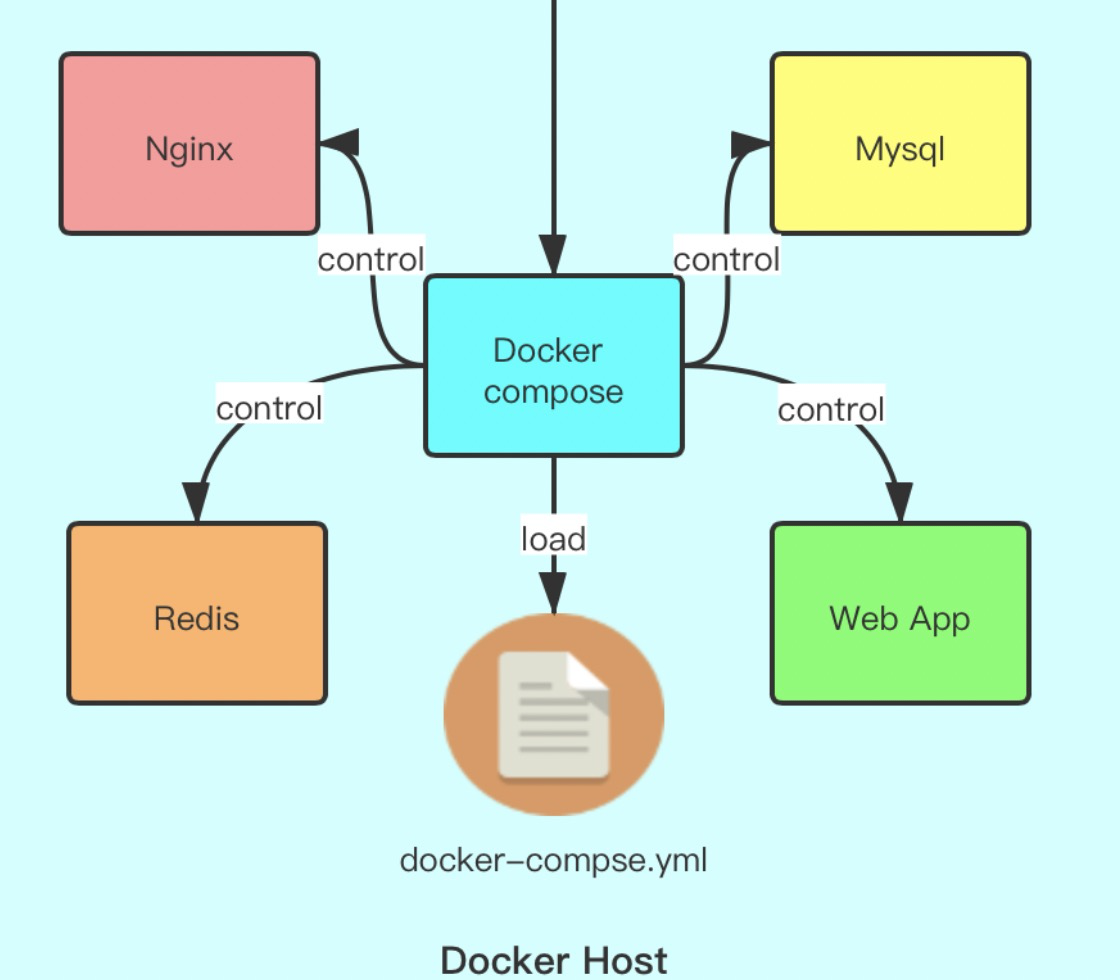 Nginx
Mysql
control
control
Docker
compose
control
control
load
Redis
Web App
docker–compse.yml
Docker Host